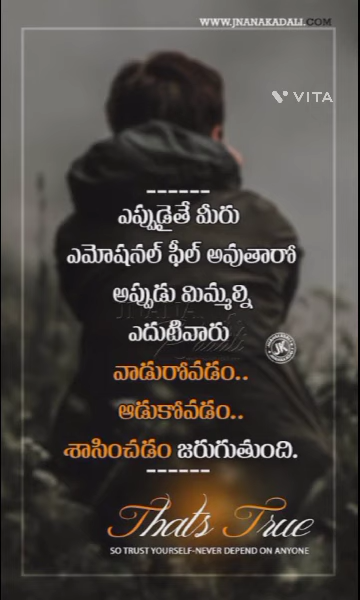 WWW.JNANAKADALI.COM
VITA
ఎప్పుడైతే మీరు
ఎమోషనల్ ఫీల్ అవుతారో
అప్పుడు మిమ్మల్ని
ఎదుటివారు
వాడుకోవడం..
ఆడుకోవడం..
శాసించడం జరుగుతుంది.
Thats True
SO TRUST YOURSELF-NEVER DEPEND ON ANYONE